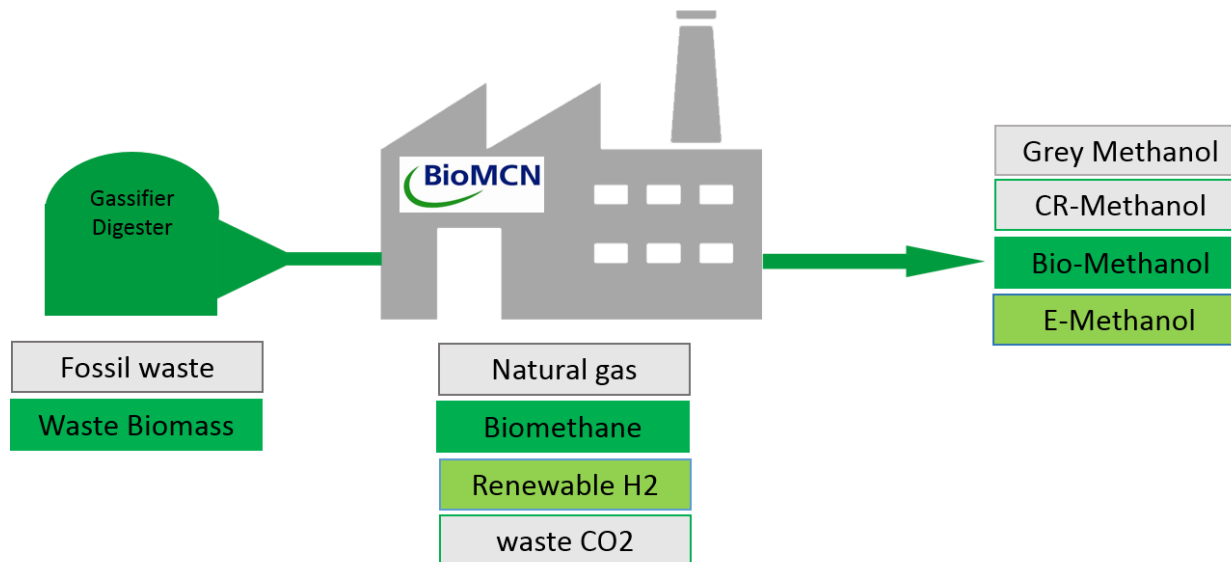 Gassifier
Digester
BioMCN
Fossil waste
Waste Biomass
Natural gas
Biomethane
Renewable H2
waste CO2
Grey Methanol
CR-Methanol
Bio-Methanol
E-Methanol